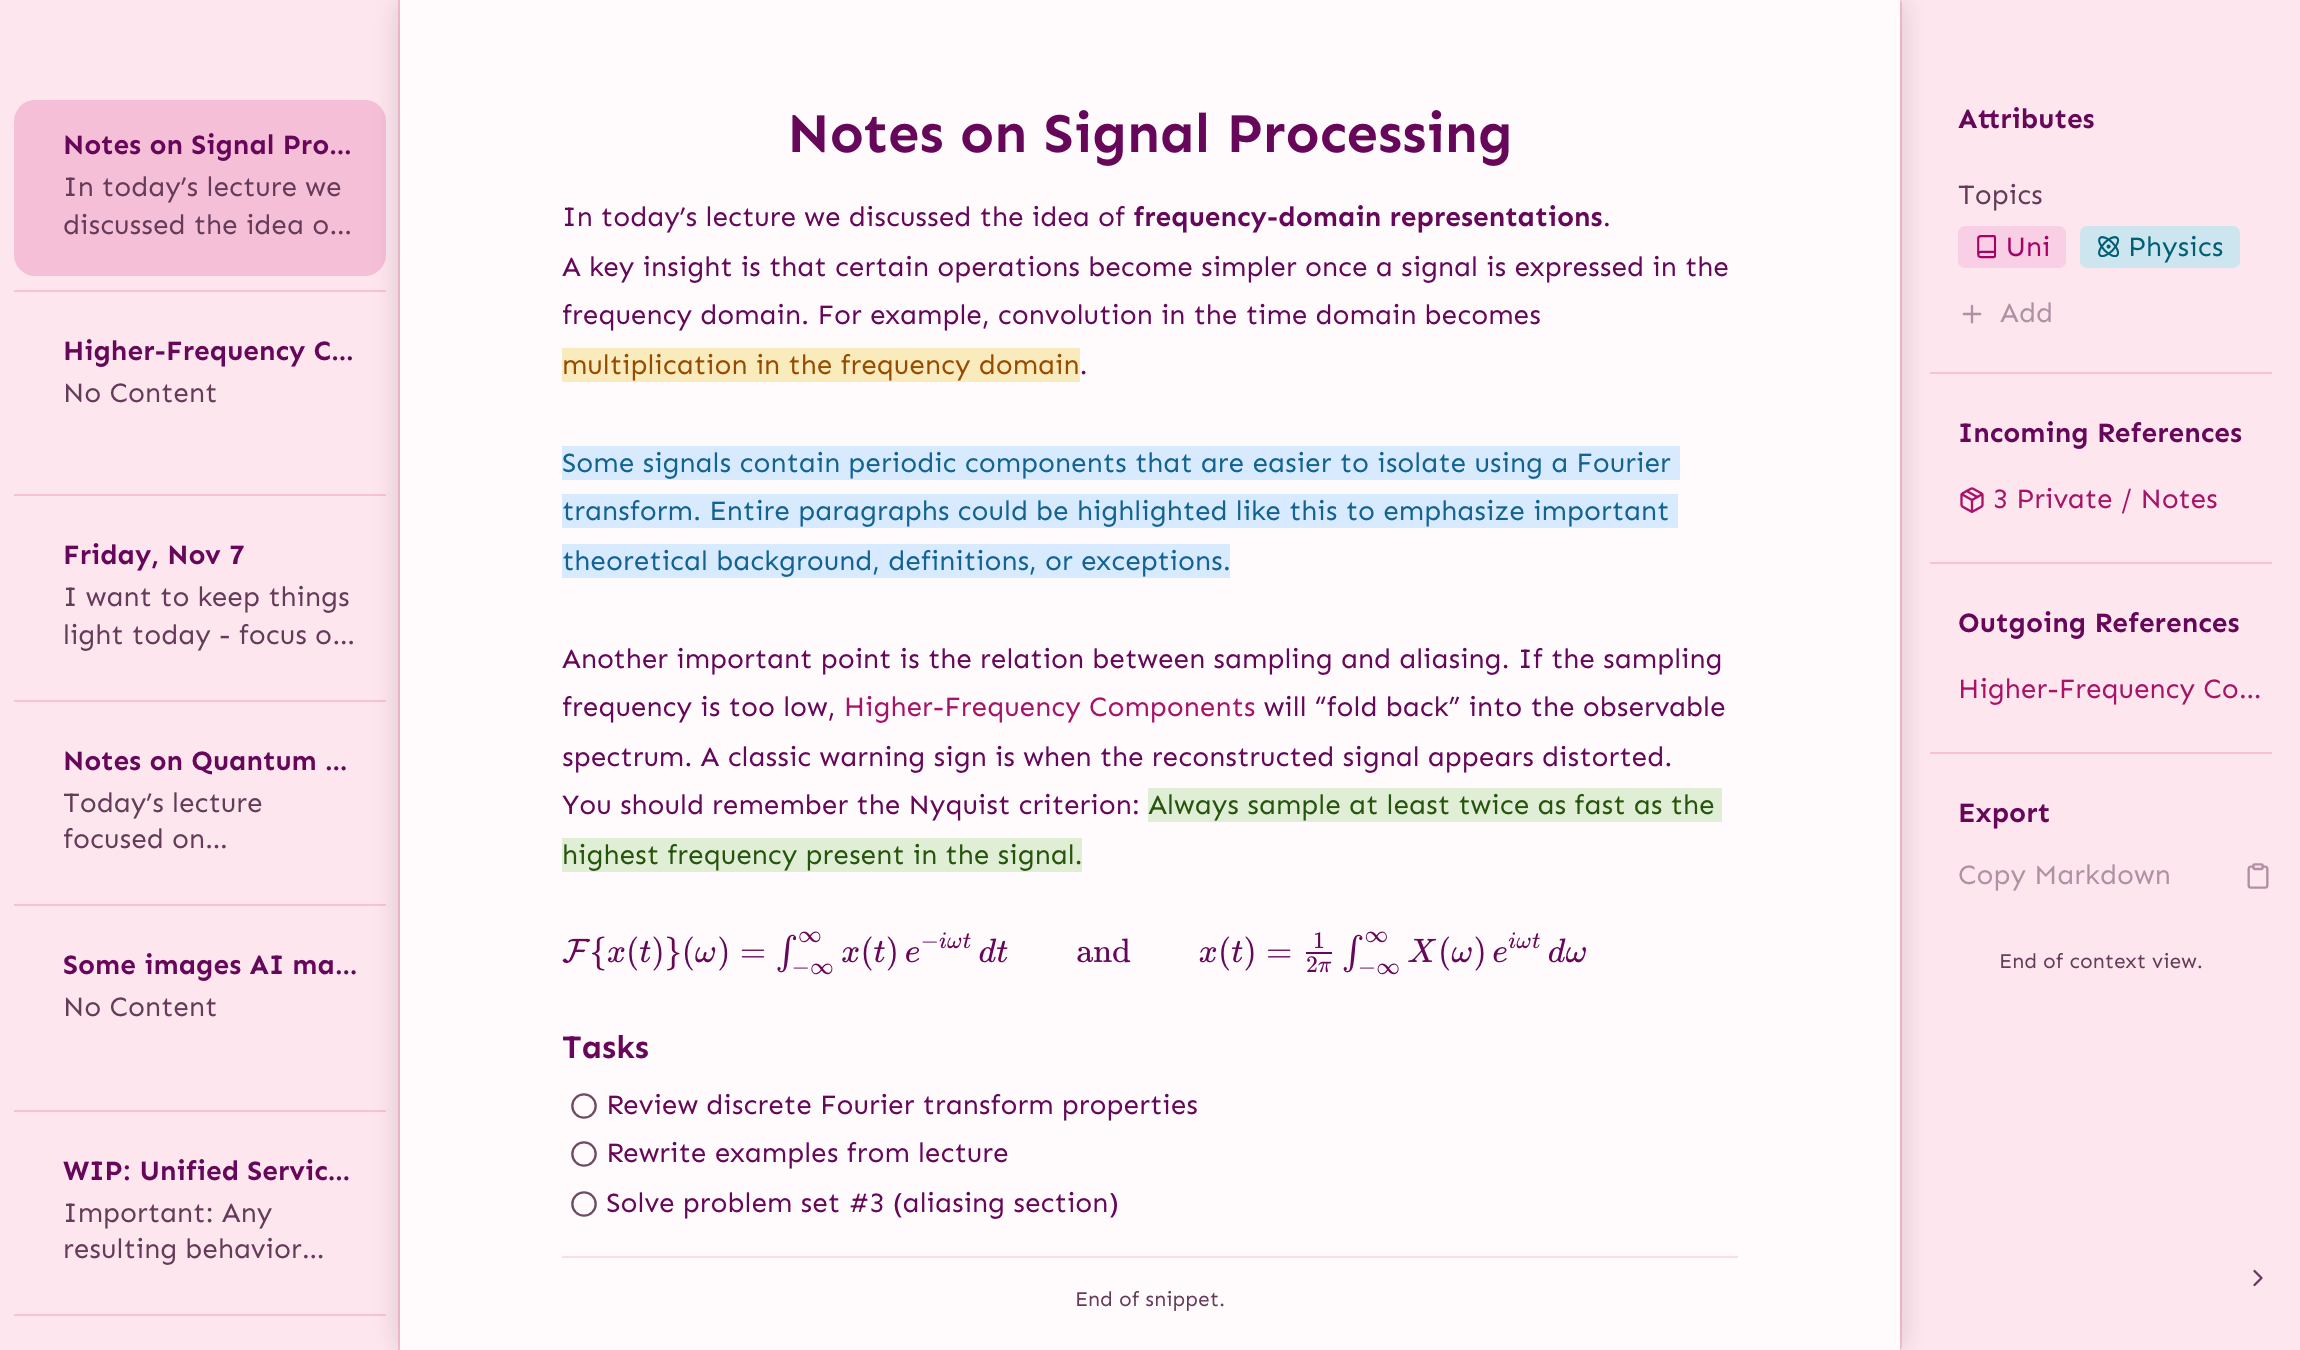 Notes on Signal Pro...
In today’s lecture we
discussed the idea o...
Higher-Frequency C...
No Content
Friday, Nov 7
I want to keep things
light today - focus o...
Notes on Quantum ...
Today’s lecture
focused on...
Some images AI ma...
No Content
WIP: Unified Servic...
Important: Any
resulting behavior...
Notes on Signal Processing
In today’s lecture we discussed the idea of frequency-domain representations.
A key insight is that certain operations become simpler once a signal is expressed in the
frequency domain. For example, convolution in the time domain becomes
multiplication in the frequency domain.
Some signals contain periodic components that are easier to isolate using a Fourier
transform. Entire paragraphs could be highlighted like this to emphasize important
theoretical background, definitions, or exceptions.
Another important point is the relation between sampling and aliasing. If the sampling
frequency is too low, Higher-Frequency Components will “fold back” into the observable
spectrum. A classic warning sign is when the reconstructed signal appears distorted.
You should remember the Nyquist criterion: Always sample at least twice as fast as the
highest frequency present in the signal.
ℱ{x(t)}(ω) = ∫_{-∞}^{∞} x(t) e^{-iωt} dt and x(t) = 1/2π ∫_{-∞}^{∞} X(ω) e^{iωt} dω
Tasks
Review discrete Fourier transform properties
Rewrite examples from lecture
Solve problem set #3 (aliasing section)
End of snippet.
Attributes
Topics
Uni Physics
+ Add
Incoming References
3 Private / Notes
Outgoing References
Higher-Frequency Co...
Export
Copy Markdown
End of context view.